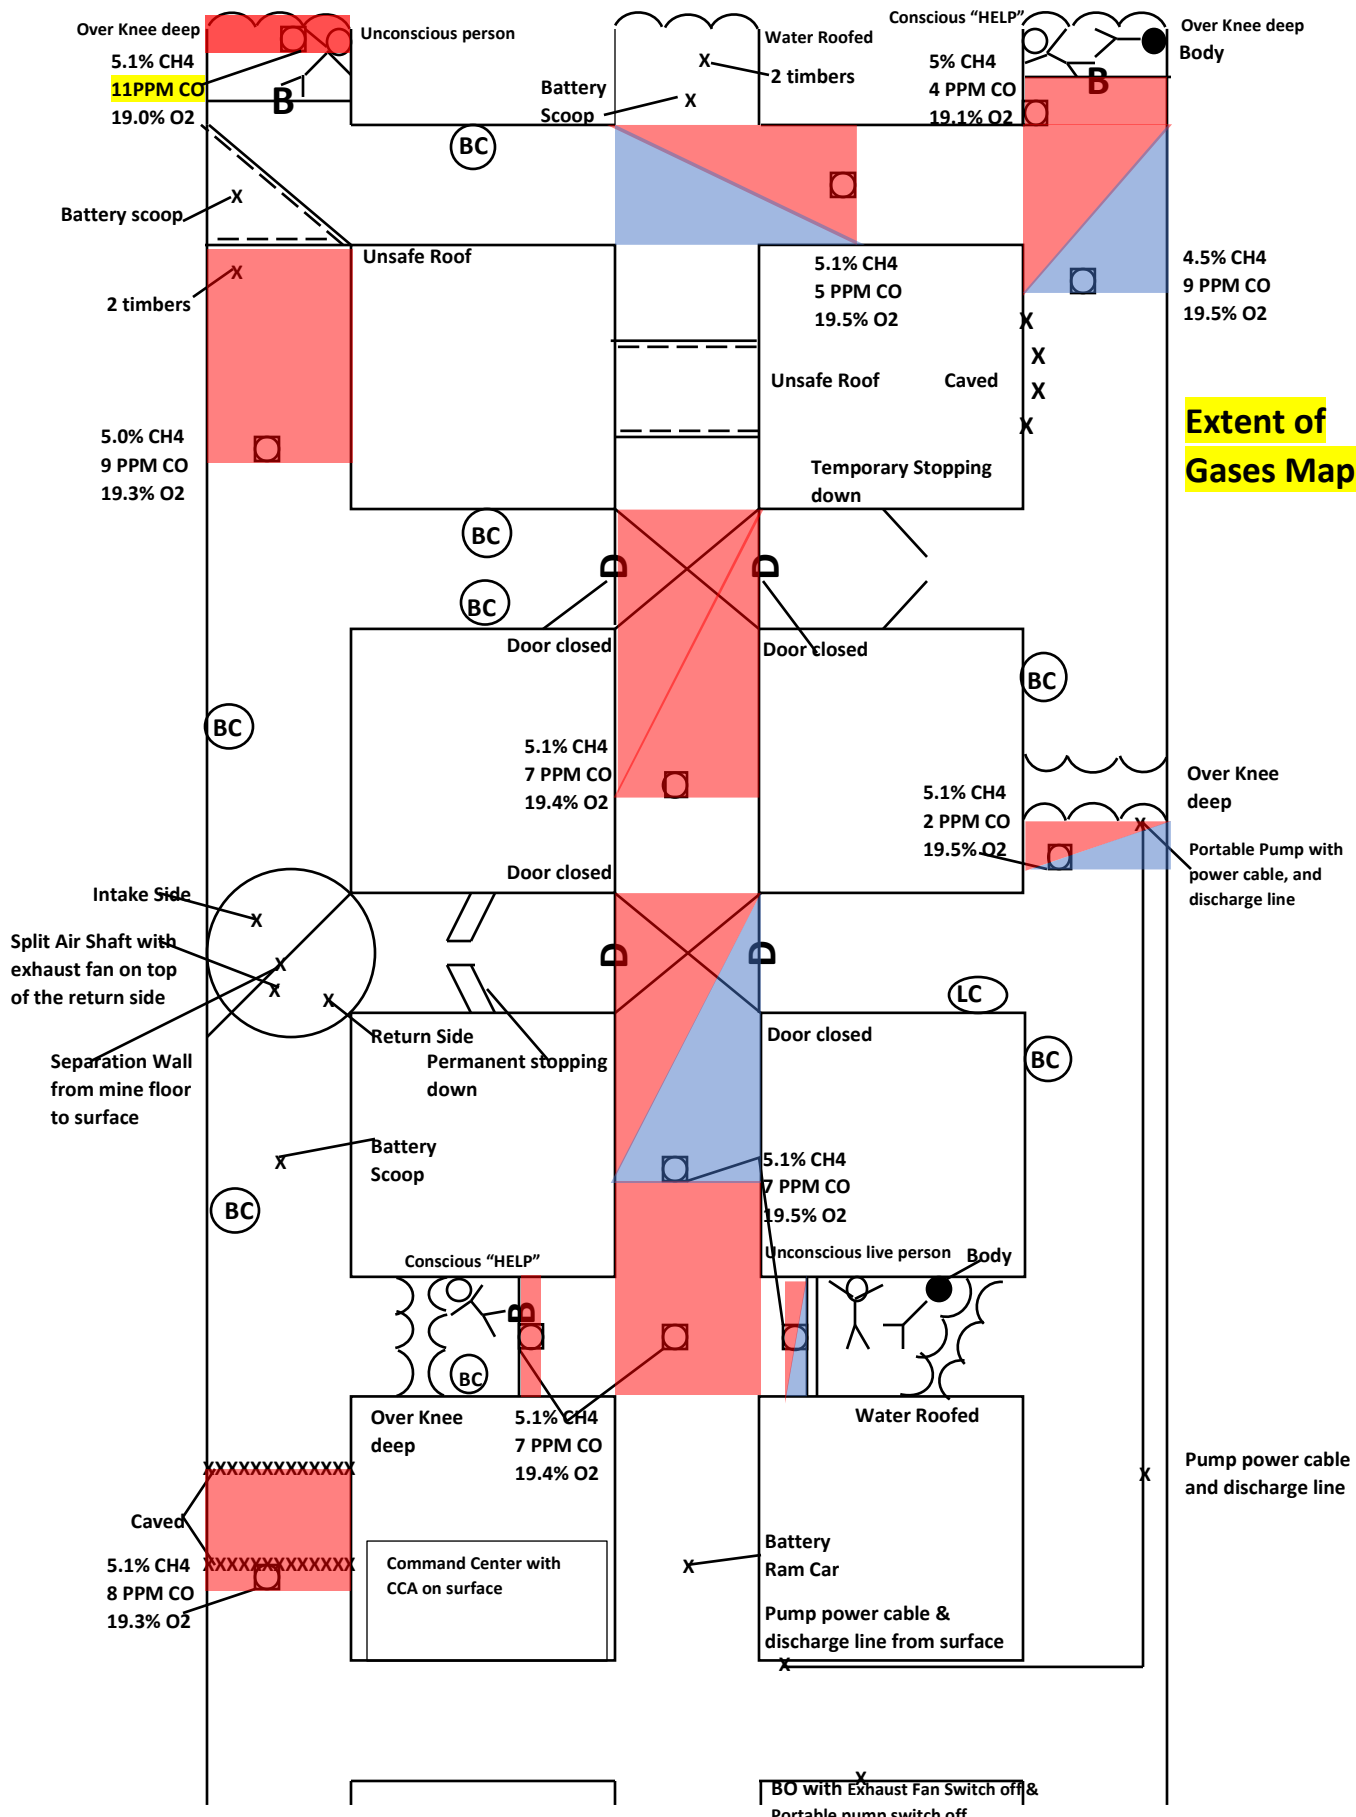 Over Knee deep
5.1% CH4
11PPM CO
19.0% O2
Unconscious person
B
Water Roofed
2 timbers
Battery
Scoop
X
X
Conscious “HELP”
5% CH4
4 PPM CO
19.1% O2
B
Over Knee deep
Body
BC
Battery scoop
X
Unsafe Roof
2 timbers
X
5.1% CH4
5 PPM CO
19.5% O2
4.5% CH4
9 PPM CO
19.5% O2
X
X
X
X
Unsafe Roof
Caved
Extent of
Gases Map
5.0% CH4
9 PPM CO
19.3% O2
Temporary Stopping
down
BC
D
D
BC
Door closed
Door closed
BC
BC
5.1% CH4
7 PPM CO
19.4% O2
5.1% CH4
2 PPM CO
19.5% O2
Over Knee
deep
X
Portable Pump with
power cable, and
discharge line
Door closed
Intake Side
X
Split Air Shaft with
exhaust fan on top
of the return side
X
X
X
D
D
LC
Return Side
Permanent stopping
down
Door closed
Separation Wall
from mine floor
to surface
BC
Battery
Scoop
X
BC
5.1% CH4
7 PPM CO
19.5% O2
Conscious “HELP”
Unconscious live person
Body
B
BC
Over Knee
deep
5.1% CH4
7 PPM CO
19.4% O2
Water Roofed
XXXXXXXXXXXX
Caved
XXXXXXXXXXXX
5.1% CH4
8 PPM CO
19.3% O2
Command Center with
CCA on surface
X
Battery
Ram Car
Pump power cable
and discharge line
X
Pump power cable &
discharge line from surface
X
X
BO with Exhaust Fan Switch off &
Portable pump switch off